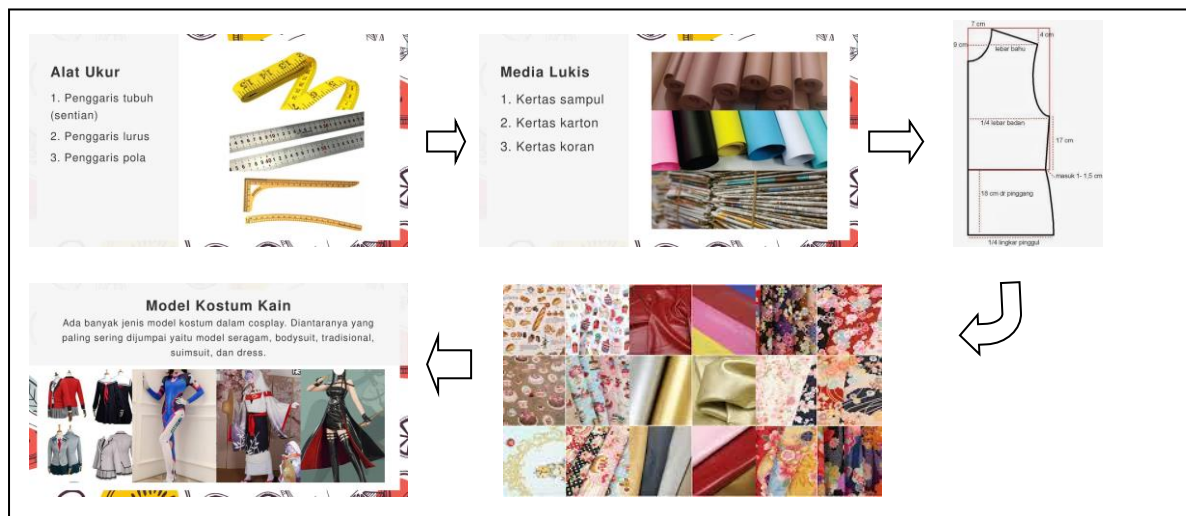 Alat Ukur
1. Penggaris tubuh
(sentian)
2. Penggaris lurus
3. Penggaris pola
Media Lukis
1. Kertas sampul
2. Kertas karton
3. Kertas koran
7 cm
4 cm
9 cm
lebar bahu
1/4 lebar badan
17 cm
masuk 1- 1,5 cm
18 cm dr pinggang
1/4 lingkar pinggul
Model Kostum Kain
Ada banyak jenis model kostum dalam cosplay. Diantaranya yang
paling sering dijumpai yaitu model seragam, bodysuit, tradisional,
suimsuit, dan dress.